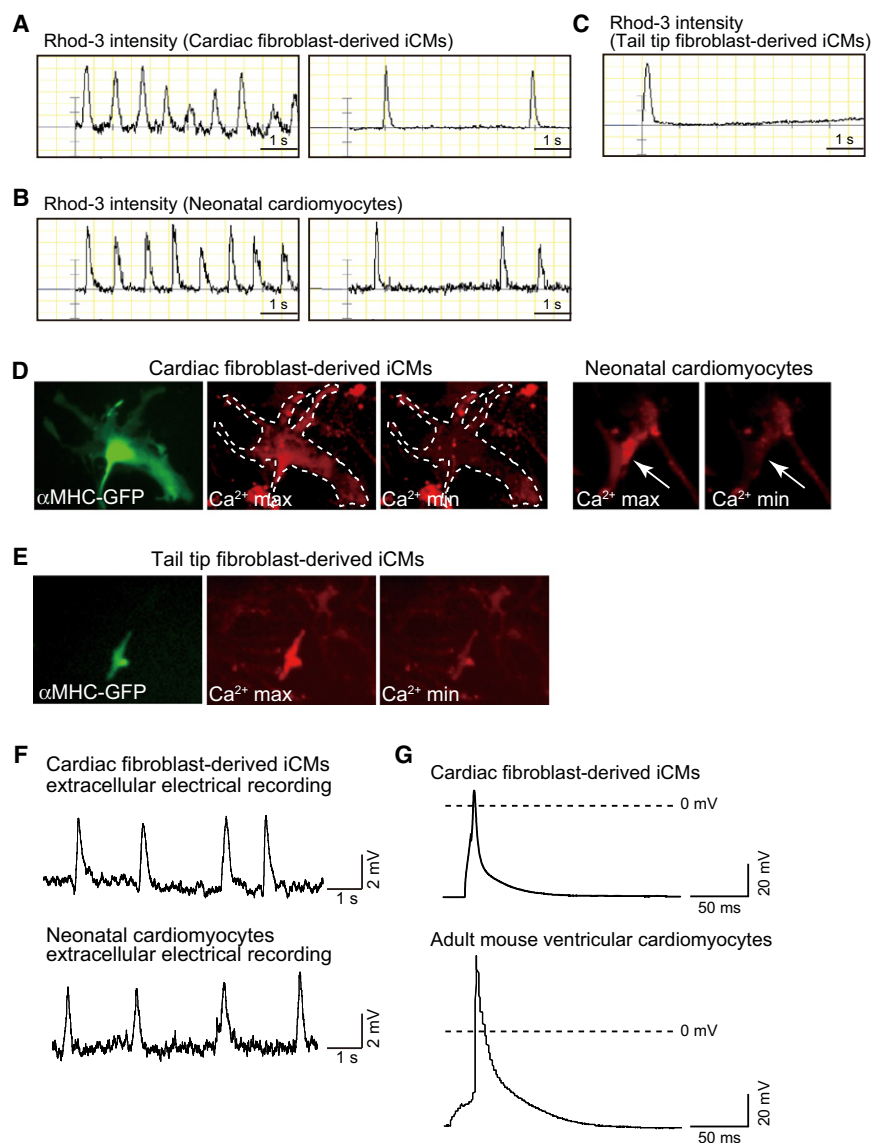 A
Rhod-3 intensity (Cardiac fibroblast-derived iCMs)
1 s
1 s
C
Rhod-3 intensity
(Tail tip fibroblast-derived iCMs)
1 s
B
Rhod-3 intensity (Neonatal cardiomyocytes)
1 s
1 s
D
Cardiac fibroblast-derived iCMs
αMHC-GFP
Ca²⁺ max
Ca²⁺ min
Neonatal cardiomyocytes
Ca²⁺ max
Ca²⁺ min
E
Tail tip fibroblast-derived iCMs
αMHC-GFP
Ca²⁺ max
Ca²⁺ min
F
Cardiac fibroblast-derived iCMs
extracellular electrical recording
1 s
2 mV
Neonatal cardiomyocytes
extracellular electrical recording
1 s
2 mV
G
Cardiac fibroblast-derived iCMs
0 mV
20 mV
50 ms
Adult mouse ventricular cardiomyocytes
0 mV
20 mV
50 ms